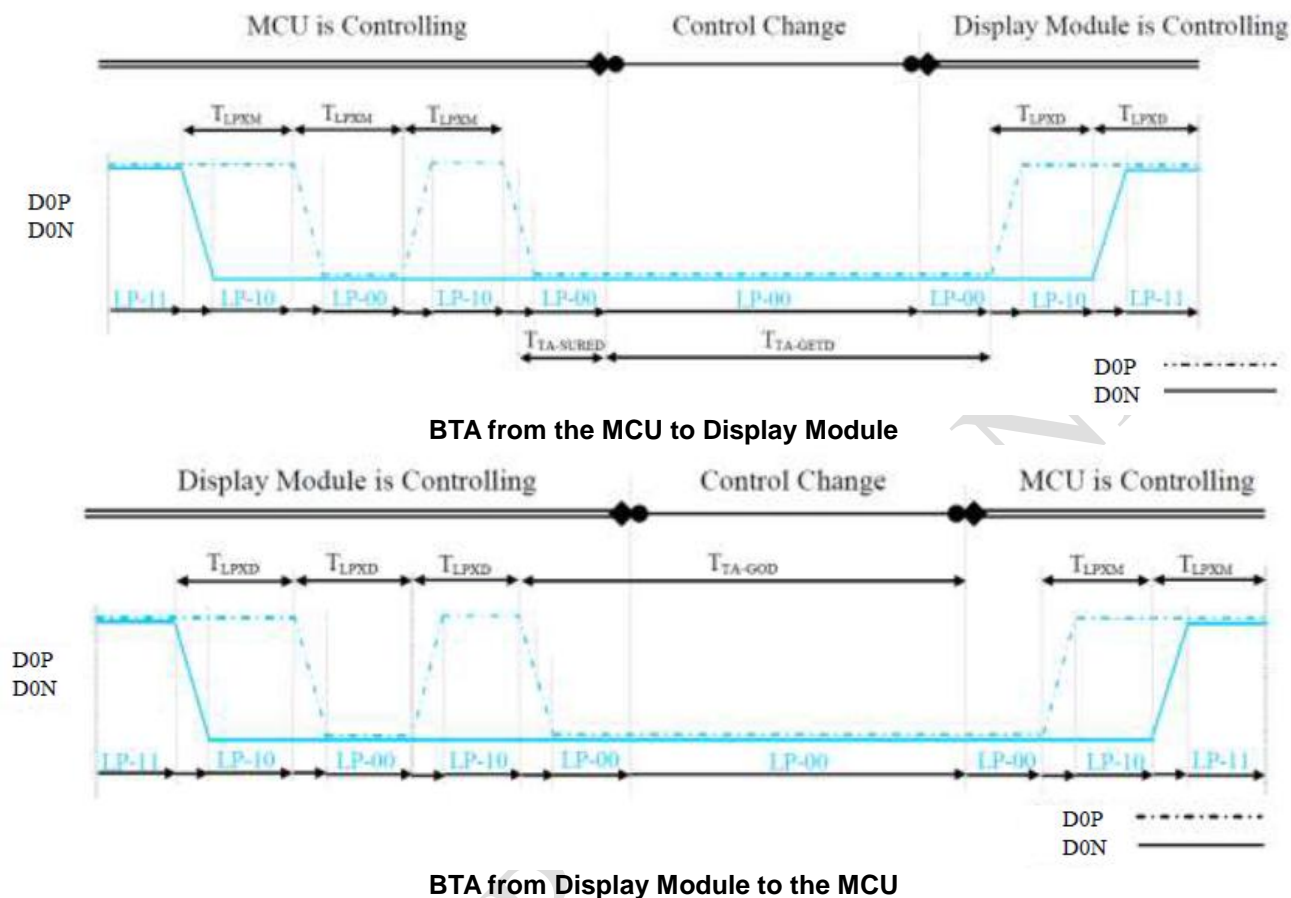 MCU is Controlling Control Change Display Module is Controlling
TLPXM TLPXM TLPXM TLPXD TLPXD
D0P
D0N
LP-11 LP-10 LP-00 LP-10 LP-00 LP-00 LP-00 LP-10 LP-11
TTA-SURED TTA-GETD
D0P
D0N
BTA from the MCU to Display Module
Display Module is Controlling Control Change MCU is Controlling
TLPXD TLPXD TLPXD TTA-GOD TLPXM TLPXM
D0P
D0N
LP-11 LP-10 LP-00 LP-10 LP-00 LP-00 LP-00 LP-10 LP-11
D0P
D0N
BTA from Display Module to the MCU